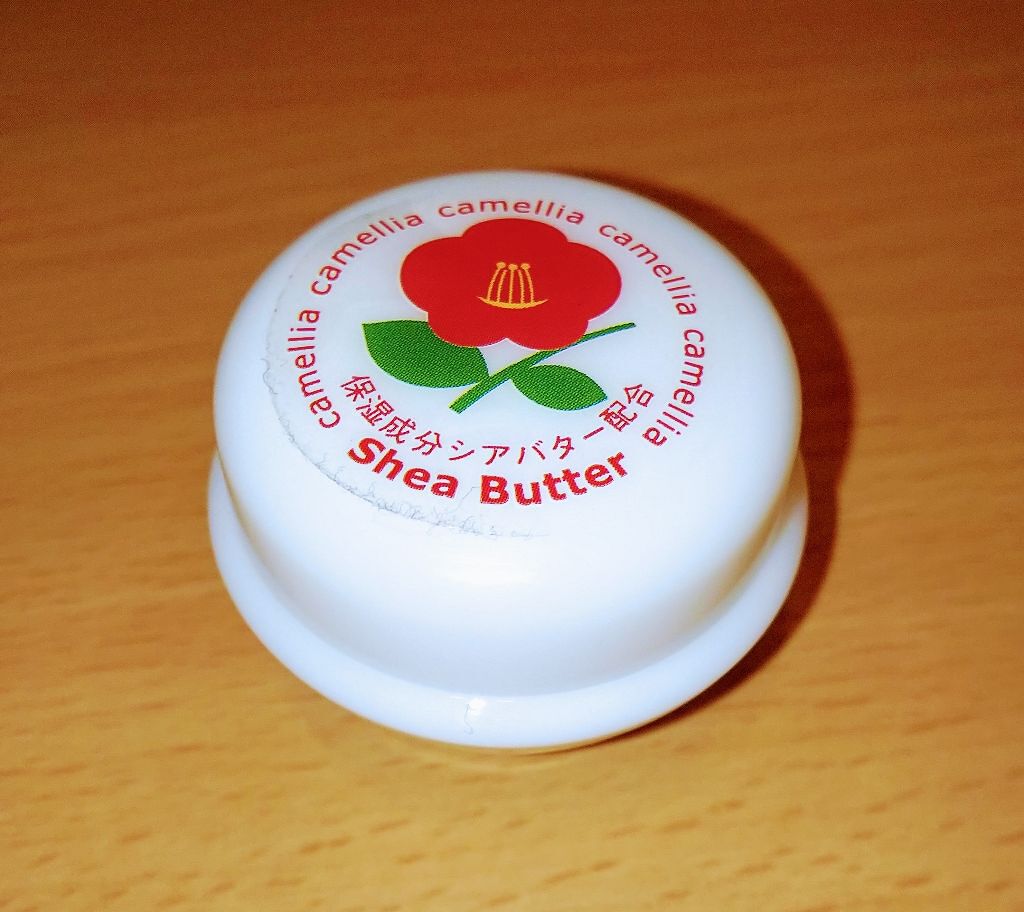 camellia camellia camellia camellia camellia
保湿成分シアバター配合
Shea Butter